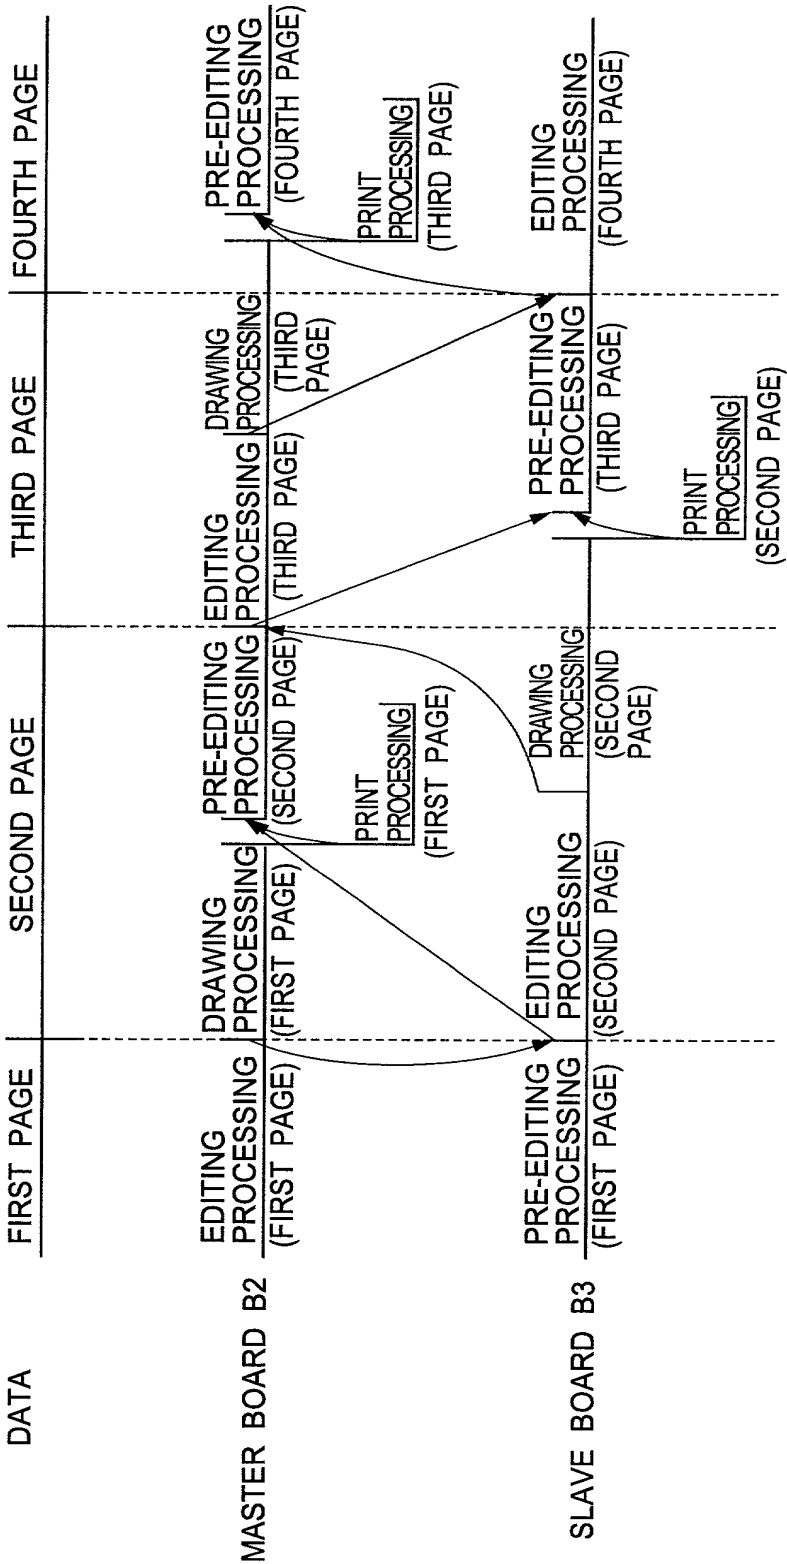 DATA
FIRST PAGE
SECOND PAGE
THIRD PAGE
FOURTH PAGE
MASTER BOARD B2
EDITING
PROCESSING
(FIRST PAGE)
DRAWING
PROCESSING
(FIRST PAGE)
PRINT
PROCESSING
(FIRST PAGE)
PRE-EDITING
PROCESSING
(SECOND PAGE)
EDITING
PROCESSING
(THIRD PAGE)
DRAWING
PROCESSING
(THIRD
PAGE)
PRINT
PROCESSING
(THIRD PAGE)
PRE-EDITING
PROCESSING
(FOURTH PAGE)
SLAVE BOARD B3
PRE-EDITING
PROCESSING
(FIRST PAGE)
EDITING
PROCESSING
(SECOND PAGE)
DRAWING
PROCESSING
(SECOND
PAGE)
PRINT
PROCESSING
(SECOND PAGE)
PRE-EDITING
PROCESSING
(THIRD PAGE)
EDITING
PROCESSING
(FOURTH PAGE)